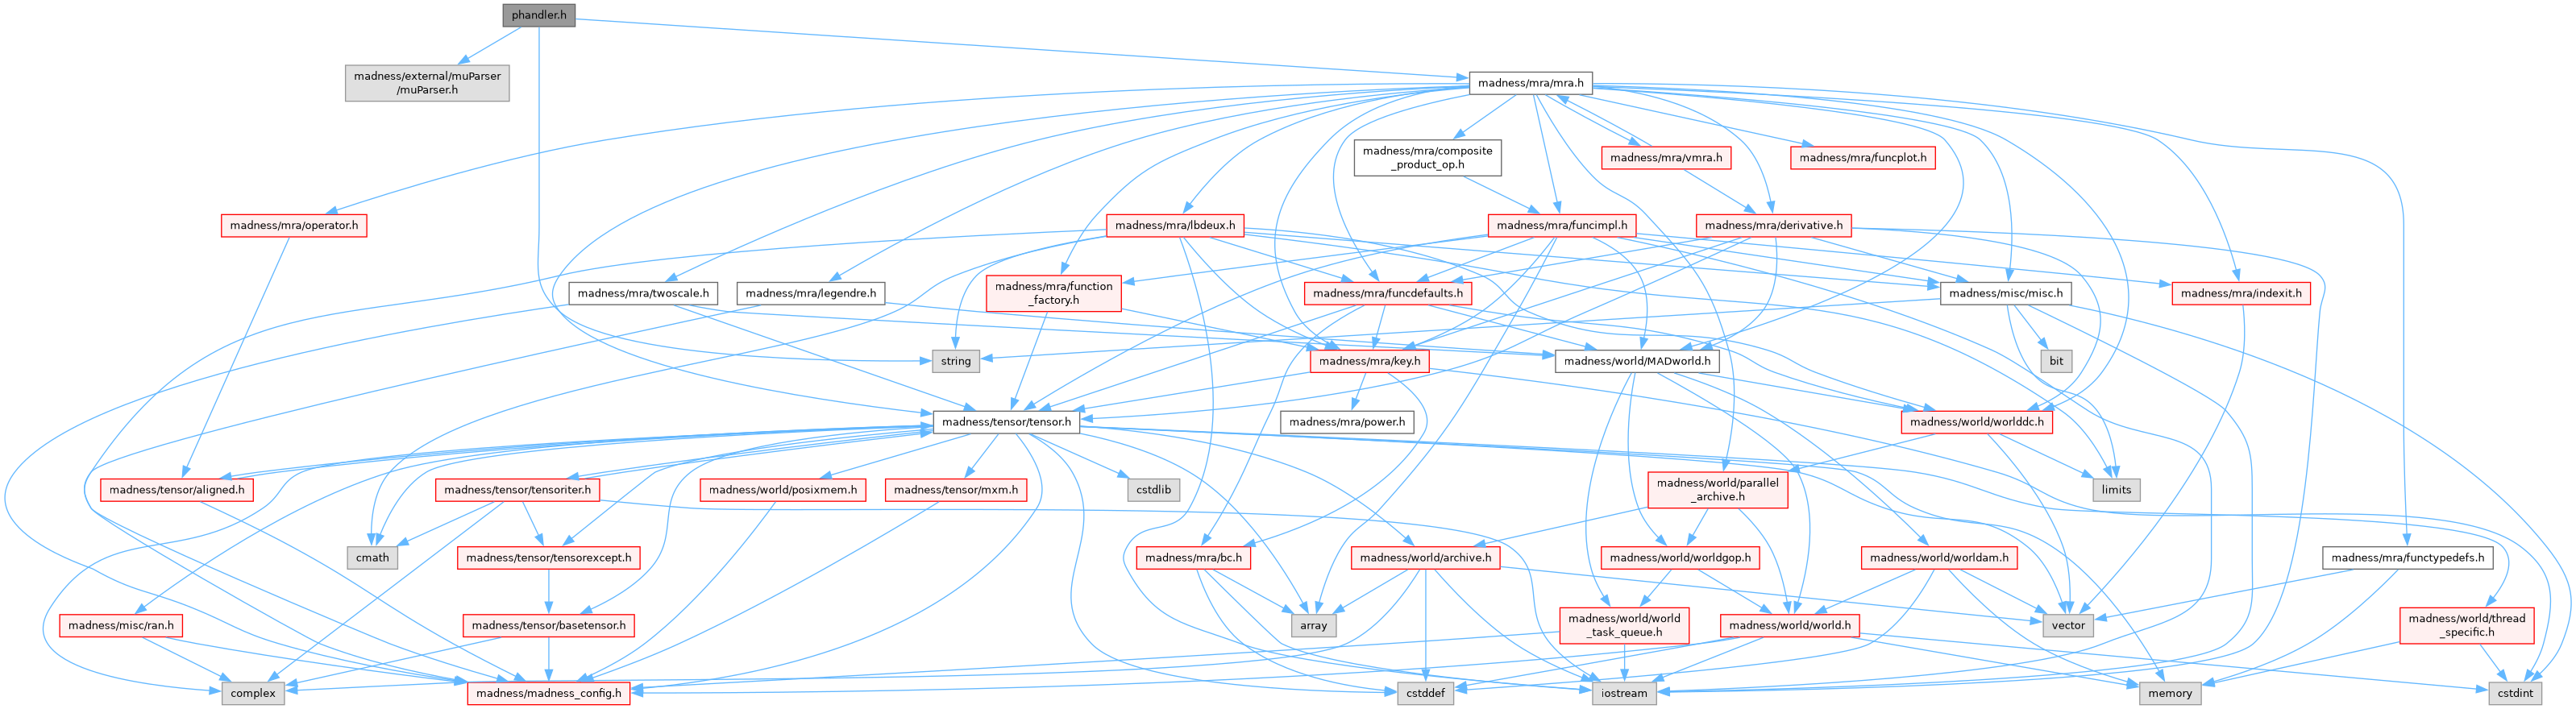 phandler.h
madness/external/muParser
/muParser.h
madness/mra/mra.h
madness/mra/composite
_product_op.h
madness/mra/vmra.h
madness/mra/funcplot.h
madness/mra/operator.h
madness/mra/lbdeux.h
madness/mra/funcimpl.h
madness/mra/derivative.h
madness/mra/twoscale.h
madness/mra/legendre.h
madness/mra/function
_factory.h
madness/mra/funcdefaults.h
madness/misc/misc.h
madness/mra/indexit.h
string
madness/mra/key.h
madness/world/MADworld.h
bit
madness/tensor/tensor.h
madness/mra/power.h
madness/world/worlddc.h
madness/tensor/aligned.h
madness/tensor/tensoriter.h
madness/world/posixmem.h
madness/tensor/mxm.h
cstdlib
madness/world/parallel
_archive.h
limits
cmath
madness/tensor/tensorexcept.h
madness/mra/bc.h
madness/world/archive.h
madness/world/worldgop.h
madness/world/worldam.h
madness/mra/functypedefs.h
madness/misc/ran.h
madness/tensor/basetensor.h
array
madness/world/world
_task_queue.h
madness/world/world.h
vector
madness/world/thread
_specific.h
complex
madness/madness_config.h
cstddef
iostream
memory
cstdint